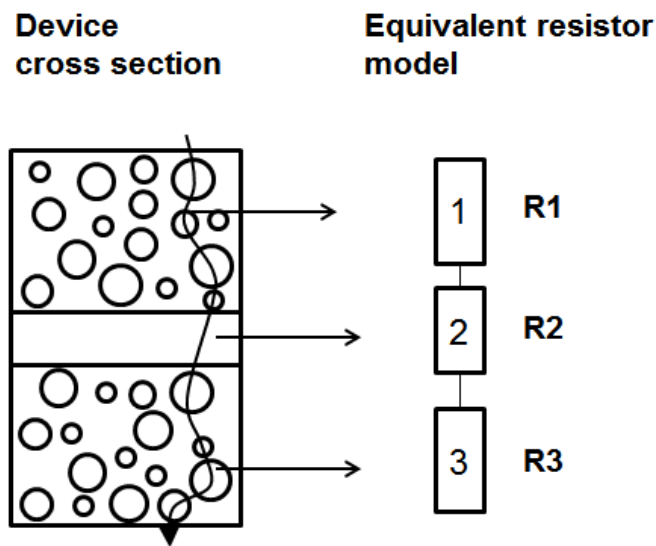 Device
cross section
Equivalent resistor
model
1
R1
2
R2
3
R3